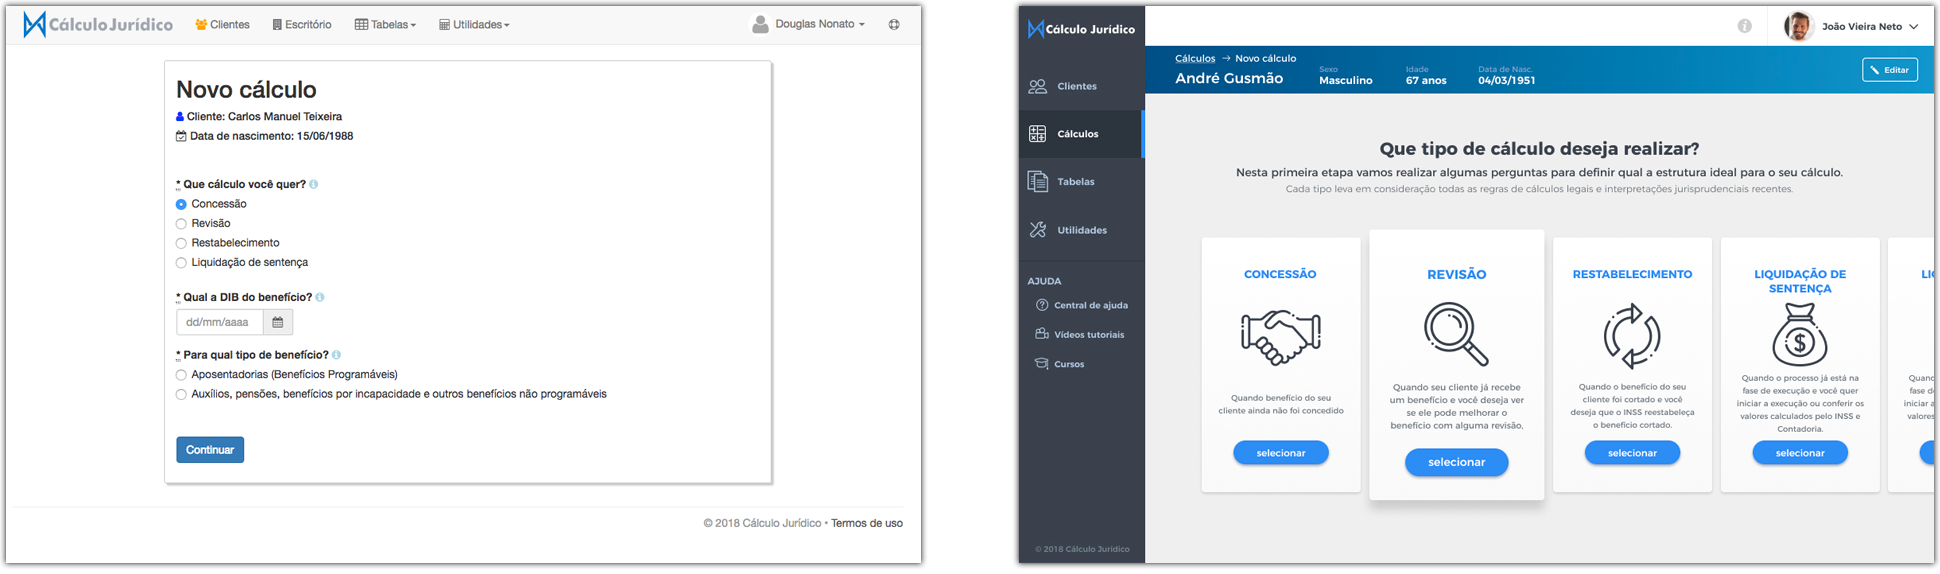 Cálculo Jurídico
Clientes
Escritório
Tabelas
Utilidades
Douglas Nonato
Novo cálculo
Cliente: Carlos Manuel Teixeira
Data de nascimento: 15/06/1988
* Que cálculo você quer?
Concessão
Revisão
Restabelecimento
Liquidação de sentença
* Qual a DIB do benefício?
dd/mm/aaaa
* Para qual tipo de benefício?
Aposentadorias (Benefícios Programáveis)
Auxílios, pensões, benefícios por incapacidade e outros benefícios não programáveis
Continuar
© 2018 Cálculo Jurídico • Termos de uso
Cálculo Jurídico
Clientes
Cálculos
Tabelas
Utilidades
AJUDA
Central de ajuda
Vídeos tutoriais
Cursos
© 2018 Cálculo Jurídico
João Vieira Neto
Cálculos → Novo cálculo
André Gusmão
Sexo
Masculino
Idade
67 anos
Data de Nasc.
04/03/1951
Editar
Que tipo de cálculo deseja realizar?
Nesta primeira etapa vamos realizar algumas perguntas para definir qual a estrutura ideal para o seu cálculo.
Cada tipo leva em consideração todas as regras de cálculos legais e interpretações jurisprudenciais recentes.
CONCESSÃO
Quando benefício do seu
cliente ainda não foi concedido
selecionar
REVISÃO
Quando seu cliente já recebe
um benefício e você deseja ver
se ele pode melhorar o
benefício com alguma revisão,
selecionar
RESTABELECIMENTO
Quando o benefício do seu
cliente foi cortado e você
deseja que o INSS reestabeleça
o benefício cortado.
selecionar
LIQUIDAÇÃO DE
SENTENÇA
Quando o processo já está na
fase de execução e você quer
iniciar a execução ou conferir os
valores calculados pelo INSS e
Contadoria.
selecionar
LI
Quand
fase de
iniciar a
valores